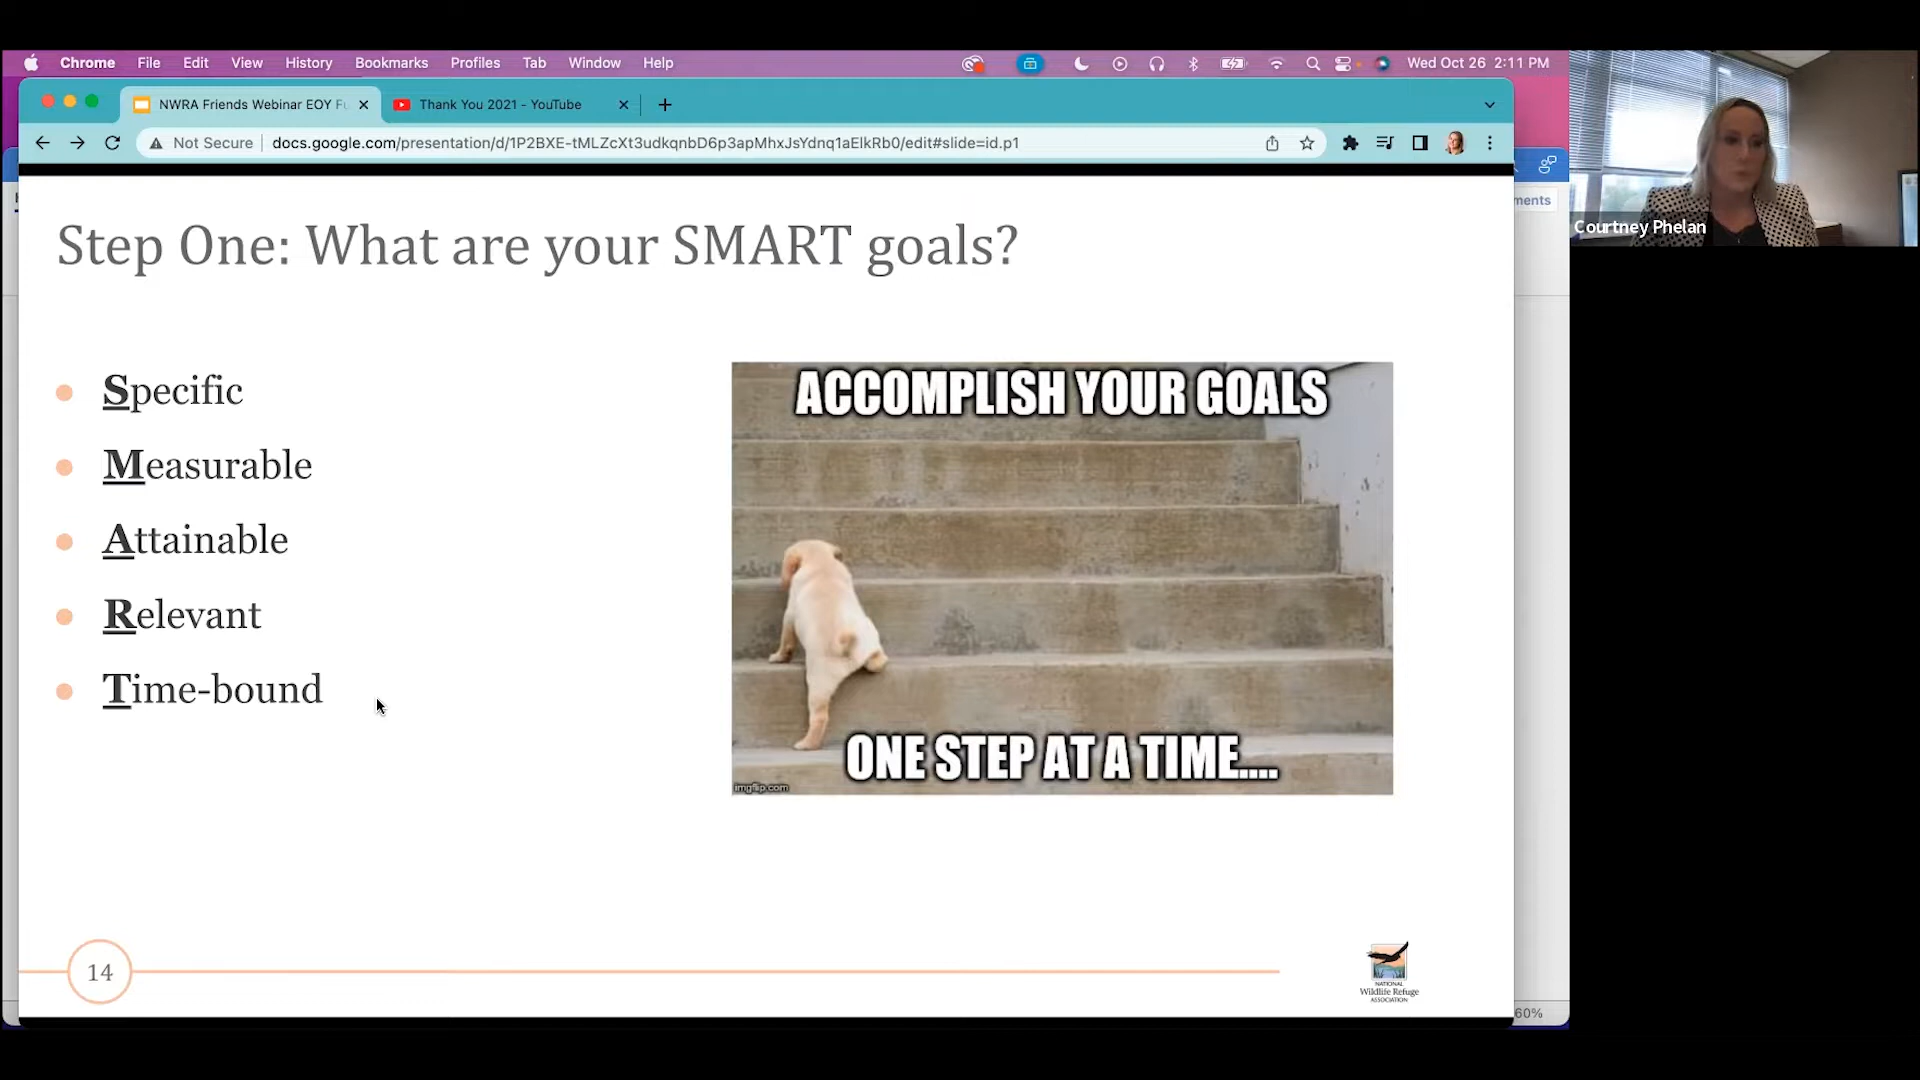 Chrome File Edit View History Bookmarks Profiles Tab Window Help Wed Oct 26 2:11 PM
NWRA Friends Webinar EOY Fu Thank You 2021 - YouTube
Not Secure docs.google.com/presentation/d/1P2BXE-tMLZcXt3udkqnbD6p3apMhxJsYdnq1aElkRb0/edit#slide=id.p1
ments
Courtney Phelan
Step One: What are your SMART goals?
Specific
Measurable
Attainable
Relevant
Time-bound
ACCOMPLISH YOUR GOALS
ONE STEP AT A TIME....
imgflip.com
14
NATIONAL
Wildlife Refuge
ASSOCIATION
60%